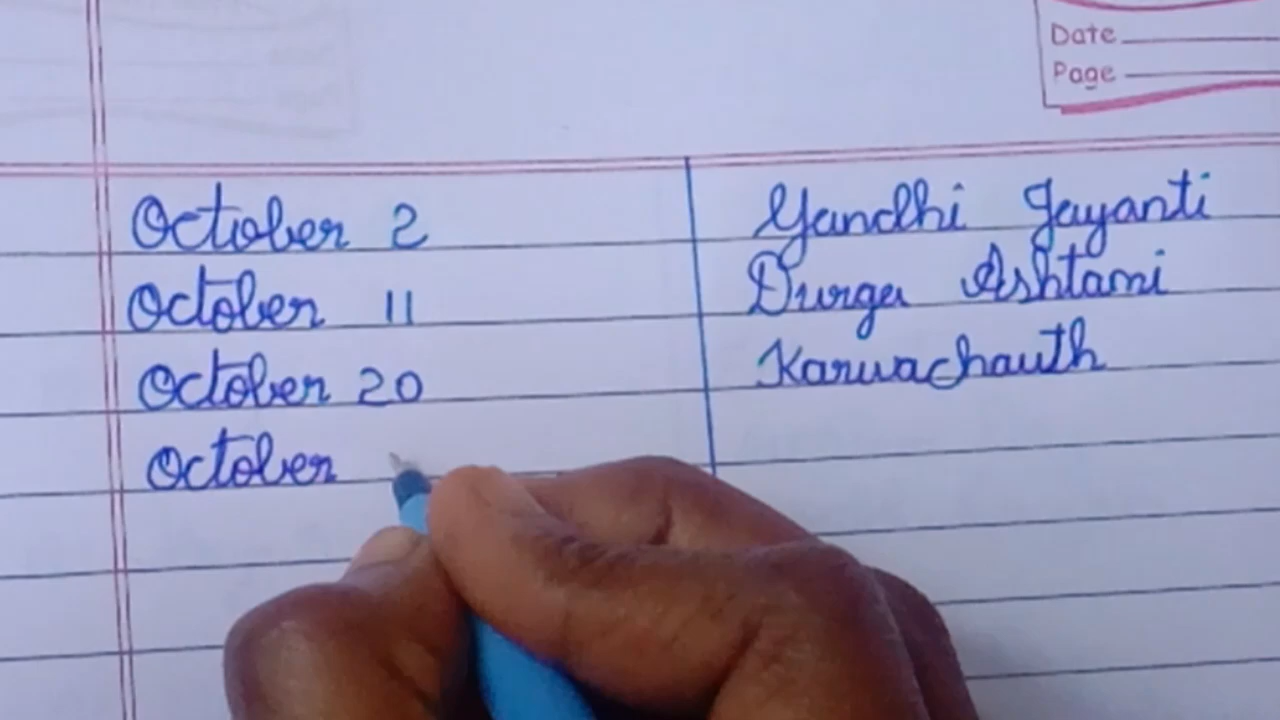 Date
Page
October 2 Gandhi Jayanti
October 11 Durga Ashtami
October 20 Karwachauth
October